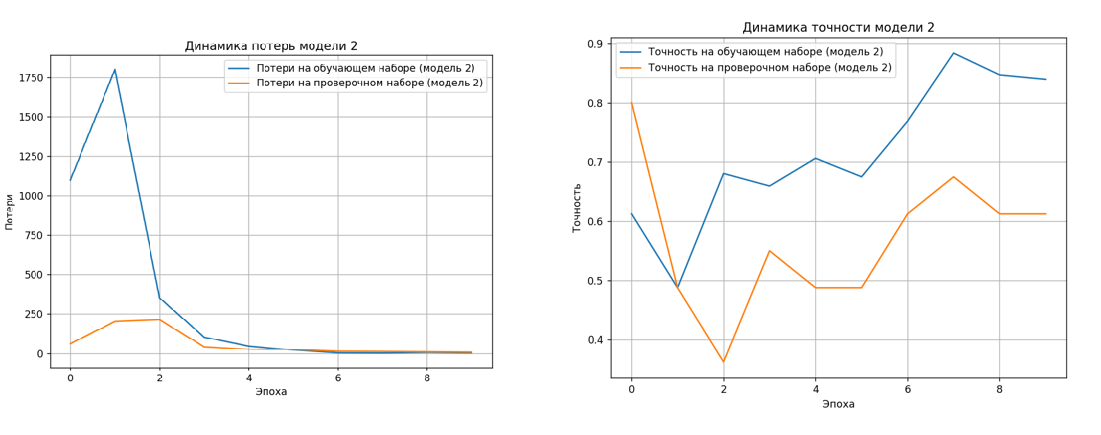 Динамика потерь модели 2
Потери на обучающем наборе (модель 2)
Потери на проверочном наборе (модель 2)
1750
1500
1250
1000
750
500
250
0
Потери
0 2 4 6 8
Эпоха
Динамика точности модели 2
Точность на обучающем наборе (модель 2)
Точность на проверочном наборе (модель 2)
0.9
0.8
0.7
0.6
0.5
0.4
Точность
0 2 4 6 8
Эпоха